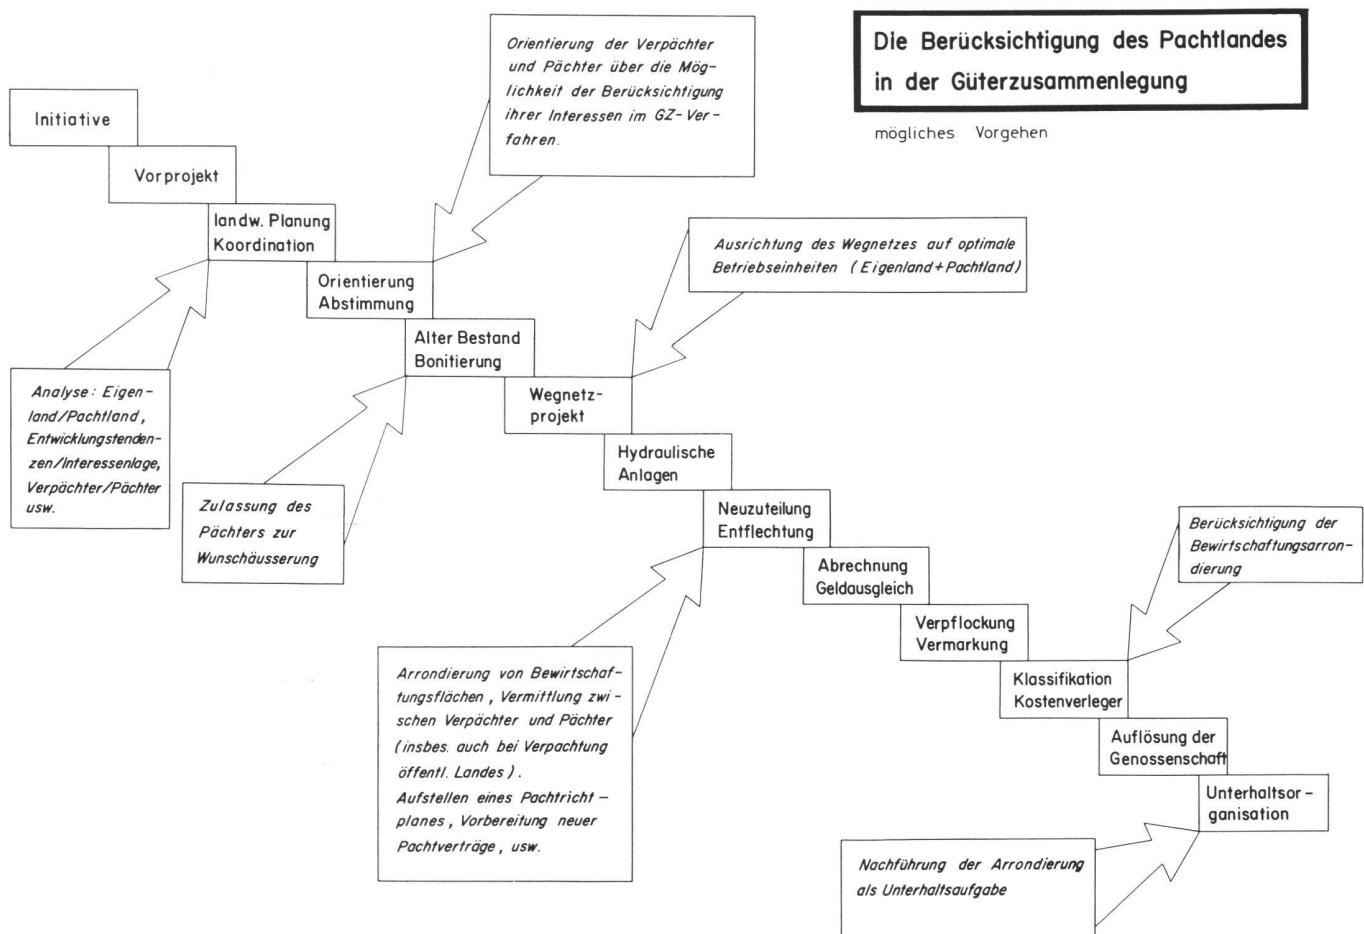 Die Berücksichtigung des Pachtlandes
in der Güterzusammenlegung
mögliches Vorgehen
Initiative
Vorprojekt
landw. Planung
Koordination
Orientierung
Abstimmung
Alter Bestand
Bonitierung
Wegnetz-
projekt
Hydraulische
Anlagen
Neuzuteilung
Entflechtung
Abrechnung
Geldausgleich
Verpflockung
Vermarkung
Klassifikation
Kostenverleger
Auflösung der
Genossenschaft
Unterhaltsor-
ganisation
Orientierung der Verpächter
und Pächter über die Mög-
lichkeit der Berücksichtigung
ihrer Interessen im GZ-Ver-
fahren.
Ausrichtung des Wegnetzes auf optimale
Betriebseinheiten (Eigenland+Pachtland)
Analyse: Eigen-
land/Pachtland,
Entwicklungstenden-
zen/Interessenlage,
Verpächter/Pächter
usw.
Zulassung des
Pächters zur
Wunschäusserung
Berücksichtigung der
Bewirtschaftungsarron-
dierung
Arrondierung von Bewirtschaf-
tungsflächen, Vermittlung zwi-
schen Verpächter und Pächter
(insbes. auch bei Verpachtung
öffentl. Landes).
Aufstellen eines Pachtricht-
planes, Vorbereitung neuer
Pachtverträge, usw.
Nachführung der Arrondierung
als Unterhaltsaufgabe